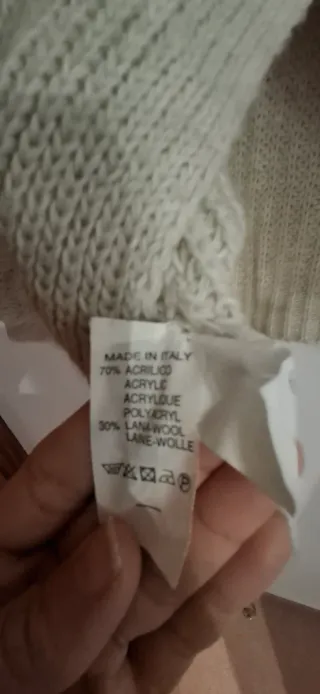 MADE IN ITALY
70% ACRILICO
ACRYLIC
ACRYLIQUE
POLYACRYL
30% LANA-WOOL
LAINE-WOLLE